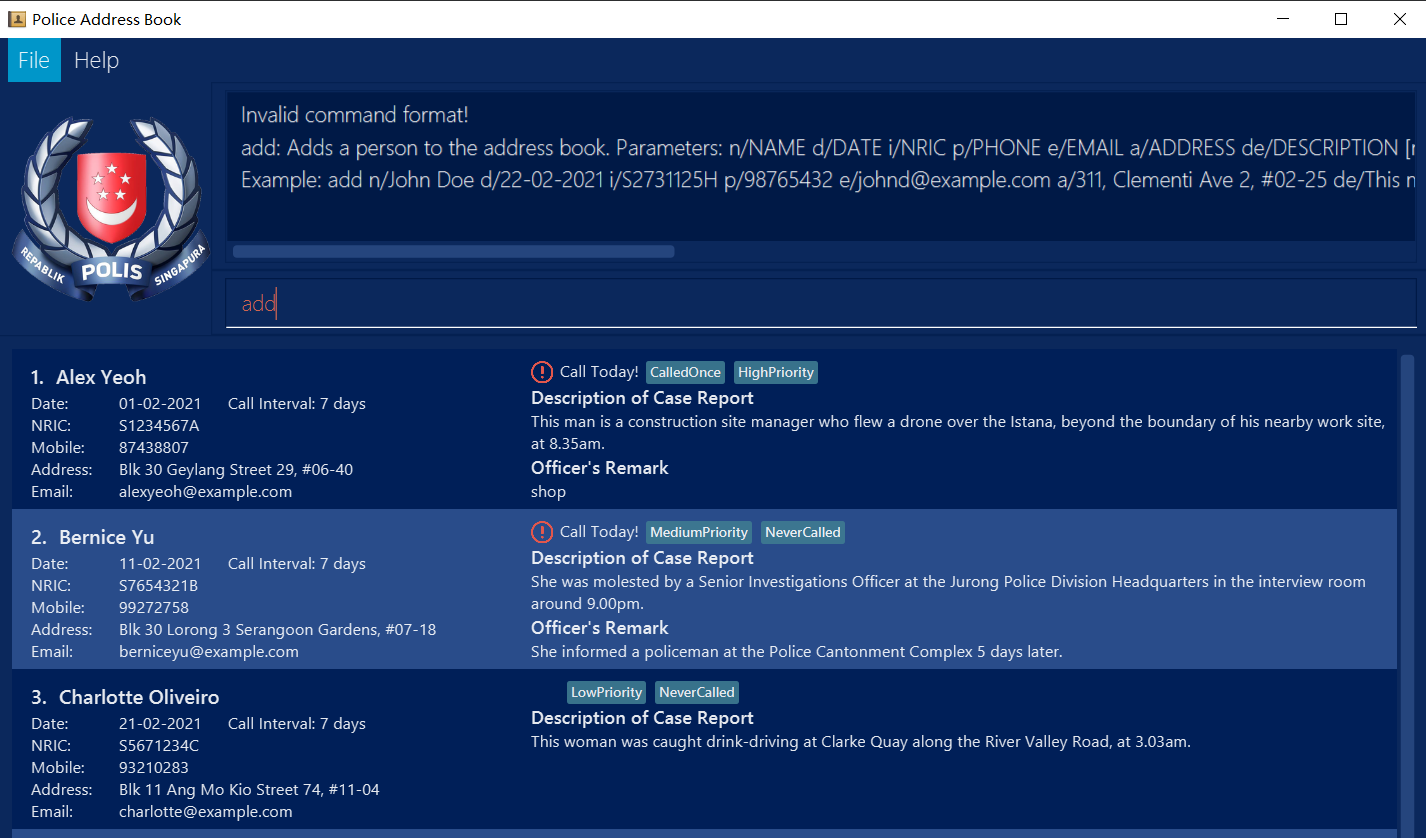 Police Address Book
File Help
Invalid command format!
add: Adds a person to the address book. Parameters: n/NAME d/DATE i/NRIC p/PHONE e/EMAIL a/ADDRESS de/DESCRIPTION
Example: add n/John Doe d/22-02-2021 i/S2731125H p/98765432 e/johnd@example.com a/311, Clementi Ave 2, #02-25 de/This
REPABLIK POLIS SINGAPURA
add
1. Alex Yeoh
Date: 01-02-2021 Call Interval: 7 days
NRIC: S1234567A
Mobile: 87438807
Address: Blk 30 Geylang Street 29, #06-40
Email: alexyeoh@example.com
Call Today! CalledOnce HighPriority
Description of Case Report
This man is a construction site manager who flew a drone over the Istana, beyond the boundary of his nearby work site,
at 8.35am.
Officer's Remark
shop
2. Bernice Yu
Date: 11-02-2021 Call Interval: 7 days
NRIC: S7654321B
Mobile: 99272758
Address: Blk 30 Lorong 3 Serangoon Gardens, #07-18
Email: berniceyu@example.com
Call Today! MediumPriority NeverCalled
Description of Case Report
She was molested by a Senior Investigations Officer at the Jurong Police Division Headquarters in the interview room
around 9.00pm.
Officer's Remark
She informed a policeman at the Police Cantonment Complex 5 days later.
3. Charlotte Oliveiro
Date: 21-02-2021 Call Interval: 7 days
NRIC: S5671234C
Mobile: 93210283
Address: Blk 11 Ang Mo Kio Street 74, #11-04
Email: charlotte@example.com
LowPriority NeverCalled
Description of Case Report
This woman was caught drink-driving at Clarke Quay along the River Valley Road, at 3.03am.